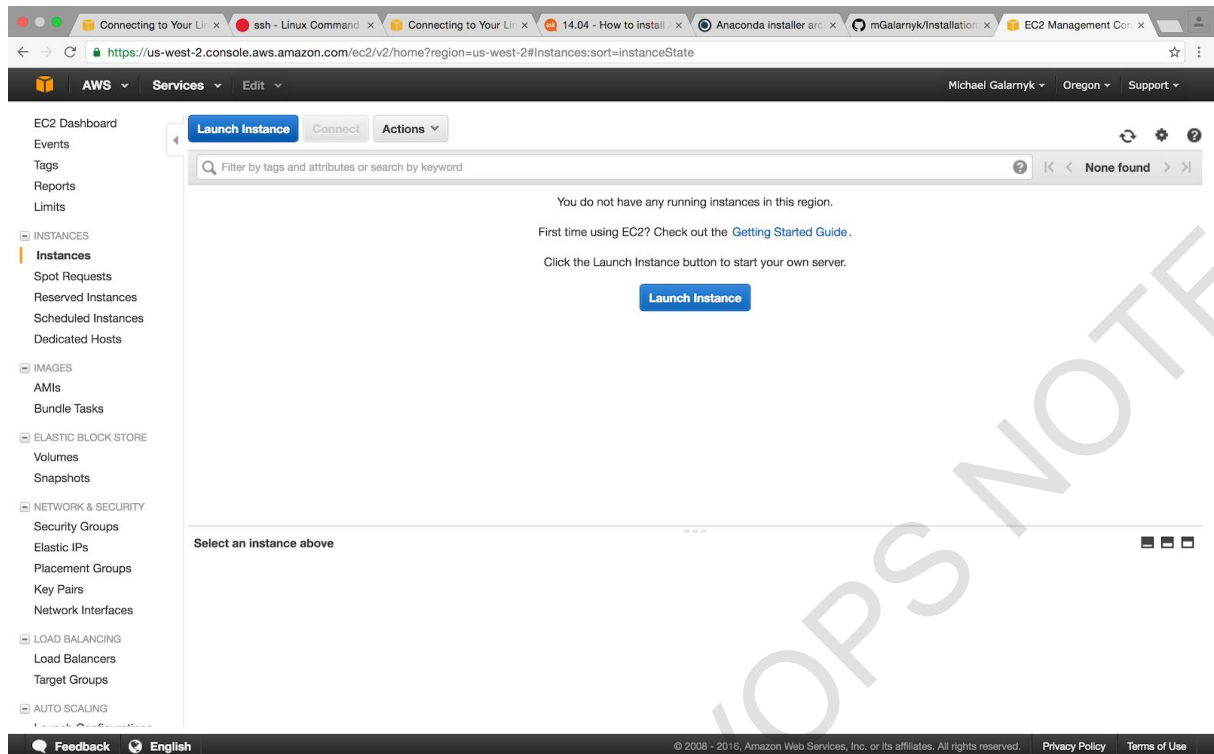 Connecting to Your Lin
ssh - Linux Command
Connecting to Your Lin
14.04 - How to install
Anaconda installer arc
mGalarnyk/Installation
EC2 Management Con
https://us-west-2.console.aws.amazon.com/ec2/v2/home?region=us-west-2#Instances:sort=instanceState
AWS Services Edit Michael Galarnyk Oregon Support
EC2 Dashboard
Events
Tags
Reports
Limits
INSTANCES
Instances
Spot Requests
Reserved Instances
Scheduled Instances
Dedicated Hosts
IMAGES
AMIs
Bundle Tasks
ELASTIC BLOCK STORE
Volumes
Snapshots
NETWORK & SECURITY
Security Groups
Elastic IPs
Placement Groups
Key Pairs
Network Interfaces
LOAD BALANCING
Load Balancers
Target Groups
AUTO SCALING
Launch Instance Connect Actions
Filter by tags and attributes or search by keyword
None found
You do not have any running instances in this region.
First time using EC2? Check out the Getting Started Guide.
Click the Launch Instance button to start your own server.
Launch Instance
Select an instance above
OPS NOTE
Feedback English © 2008 - 2016, Amazon Web Services, Inc. or its affiliates. All rights reserved. Privacy Policy Terms of Use